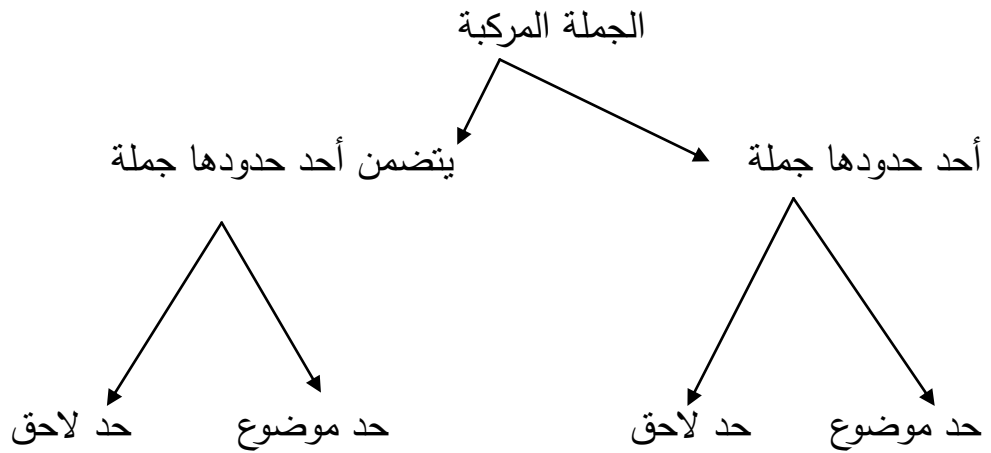 الجملة المركبة
أحد حدودها جملة يتضمن أحد حدودها جملة
حد موضوع حد لاحق حد موضوع حد لاحق